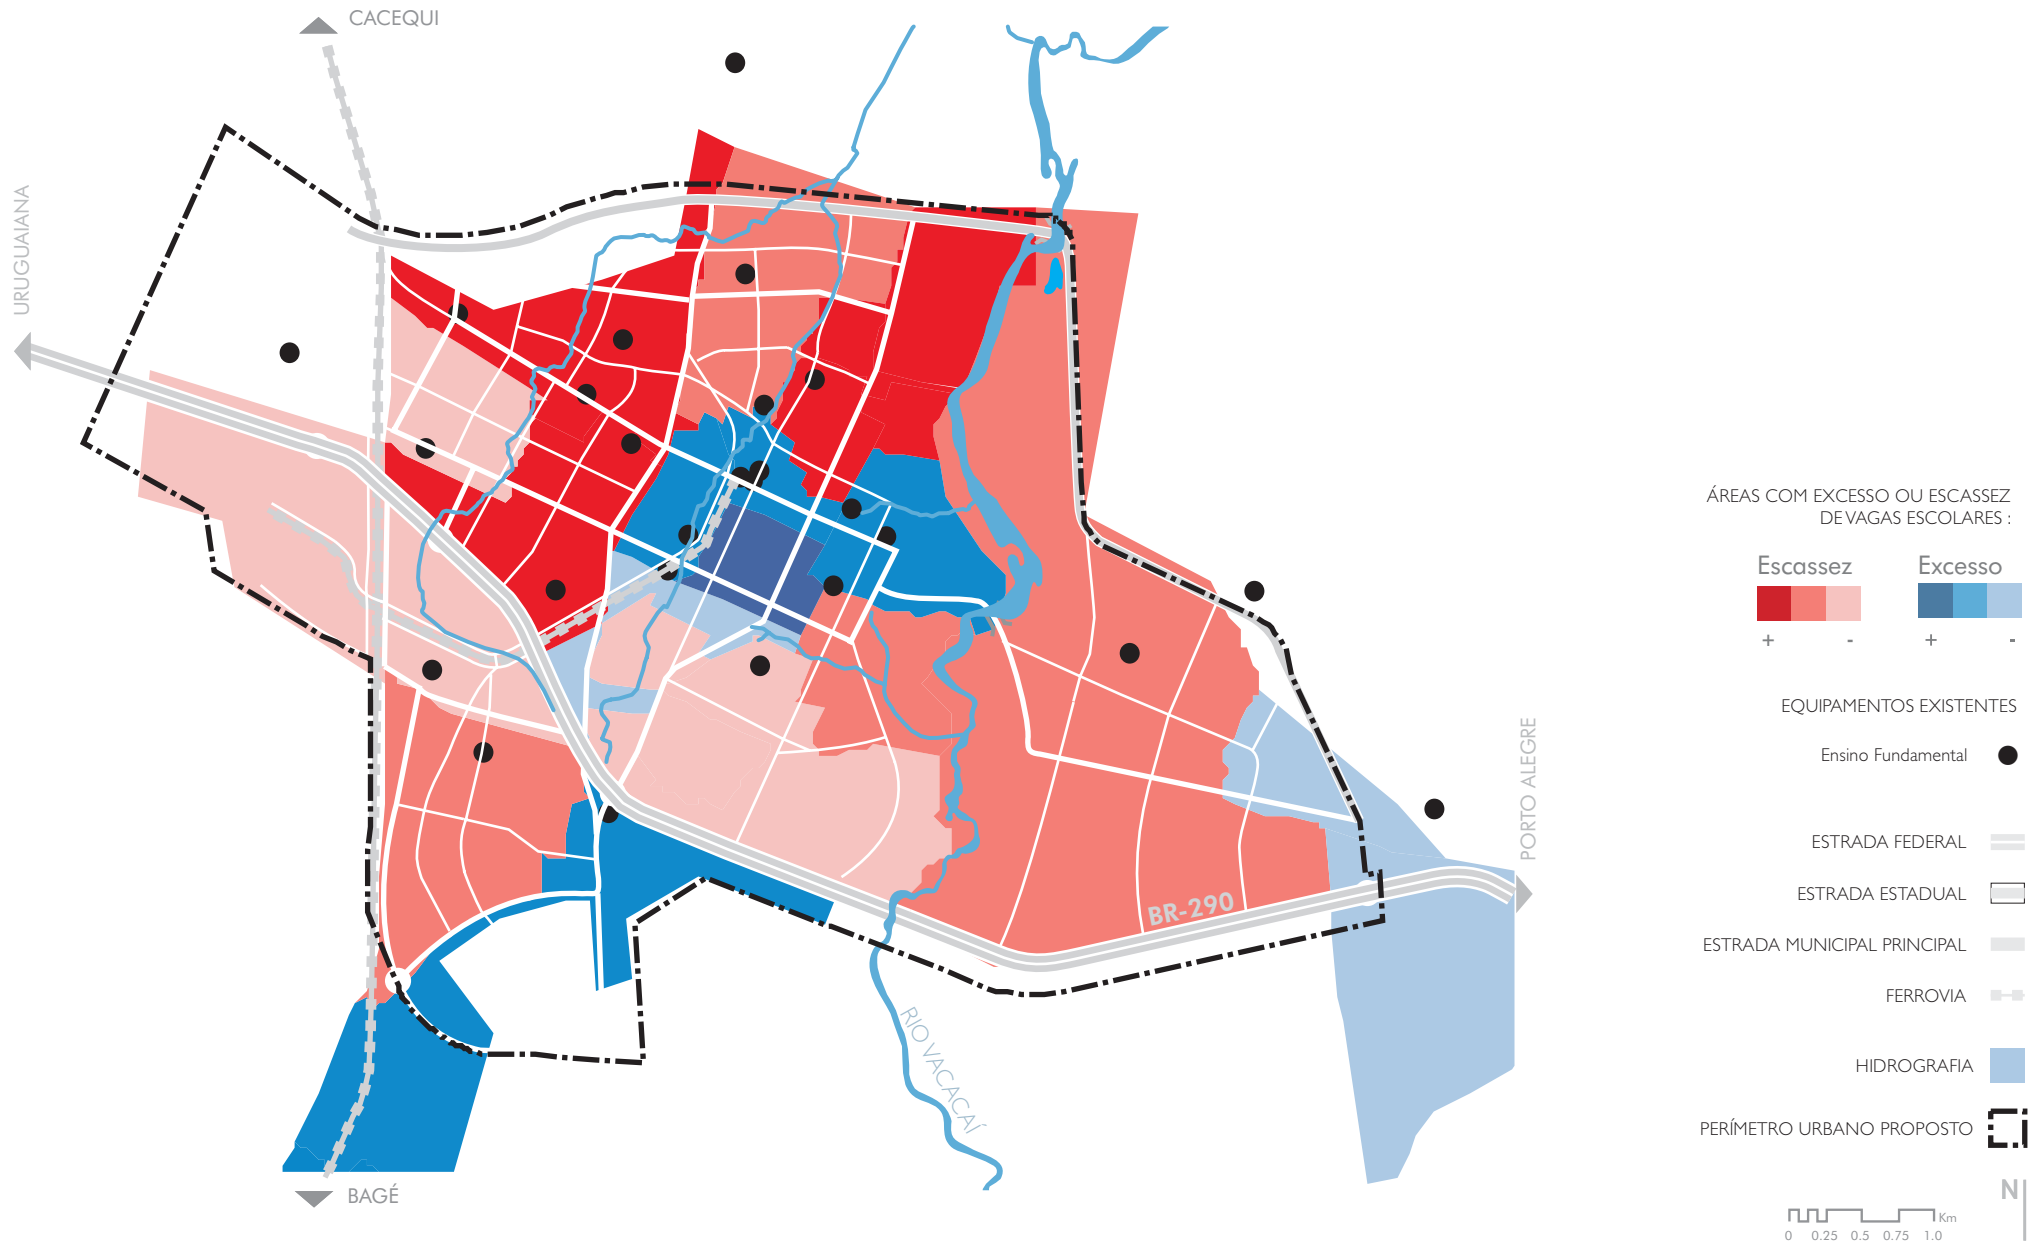 CACEQUI
URUGUAIANA
ÁREAS COM EXCESSO OU ESCASSEZ
DE VAGAS ESCOLARES :
Escassez
Excesso
+
-
+
-
EQUIPAMENTOS EXISTENTES
Ensino Fundamental
PORTO ALEGRE
ESTRADA FEDERAL
ESTRADA ESTADUAL
BR-290
ESTRADA MUNICIPAL PRINCIPAL
FERROVIA
RIO VACACAÍ
HIDROGRAFIA
PERÍMETRO URBANO PROPOSTO
BAGÉ
N
Km
0 0.25 0.5 0.75 1.0